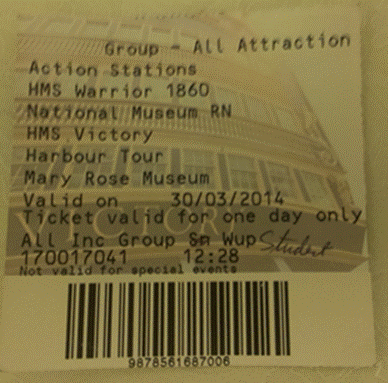 Group - All Attraction
Action Stations
HMS Warrior 1860
National Museum RN
HMS Victory
Harbour Tour
Mary Rose Museum
Valid on 30/03/2014
Ticket valid for one day only
VICTOR
All Inc Group Sm Wup Student
170017041 12:28
Not valid for special events
9878561687006